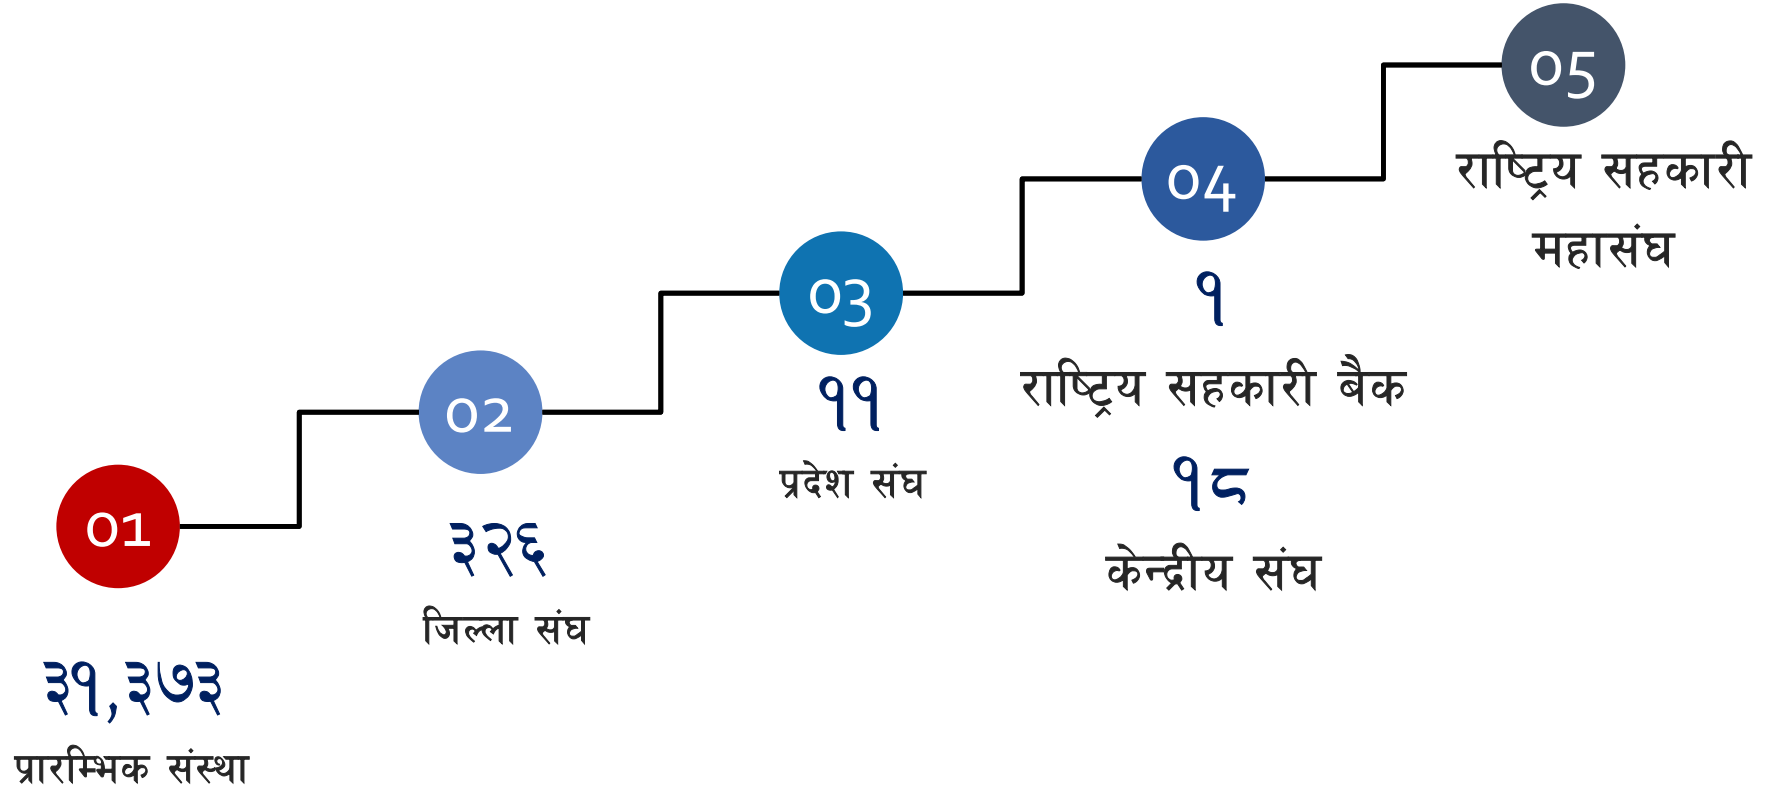 01
३१,३७३
प्रारम्भिक संस्था
02
३२६
जिल्ला संघ
03
११
प्रदेश संघ
04
१
राष्ट्रिय सहकारी बैक
१८
केन्द्रीय संघ
05
राष्ट्रिय सहकारी
महासंघ